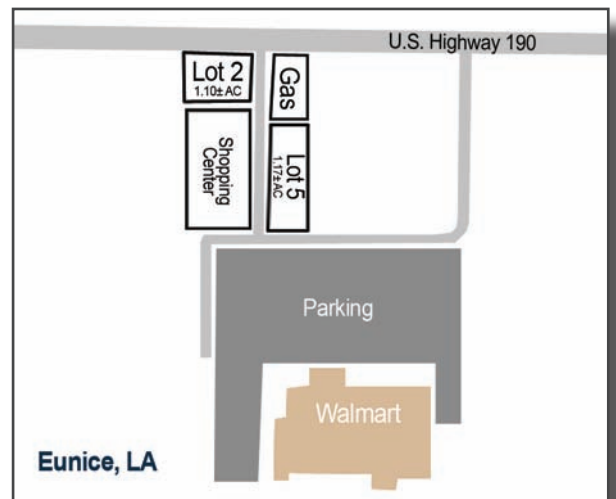 U.S. Highway 190
Lot 2
1.10± AC
Gas
Shopping
Center
Lot 5
1.17± AC
Parking
Walmart
Eunice, LA